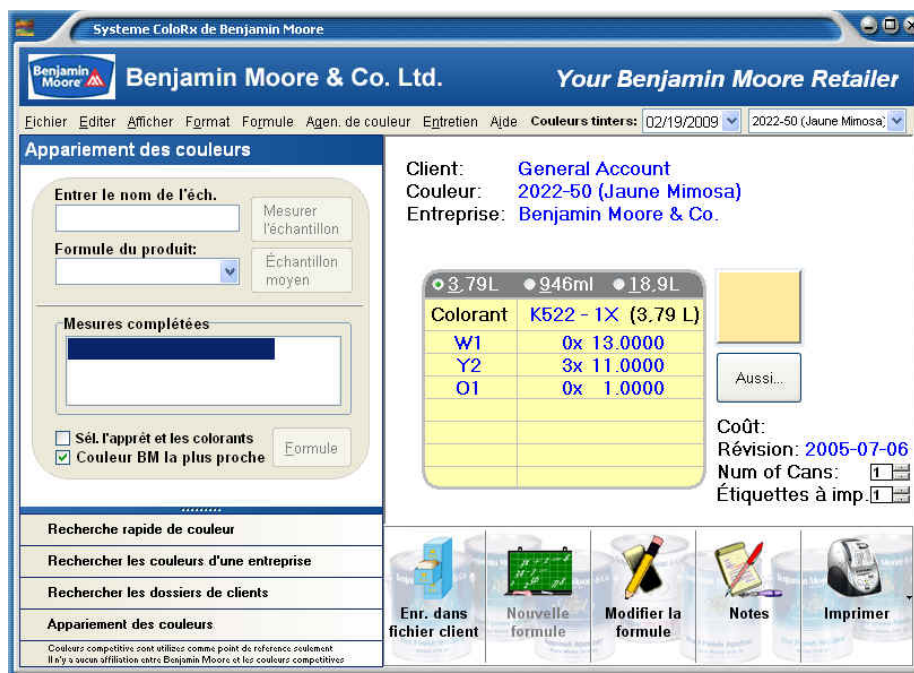 Systeme ColoRx de Benjamin Moore
Benjamin Moore
Benjamin Moore & Co. Ltd.
Your Benjamin Moore Retailer
Fichier Editer Afficher Format Formule Agen. de couleur Entretien Ajde Couleurs tinters: 02/19/2009 2022-50 (Jaune Mimosa;
Appariement des couleurs
Entrer le nom de l'éch.
Mesurer l'échantillon
Formule du produit:
Échantillon moyen
Mesures complétées
Sél. l'apprêt et les colorants
Couleur BM la plus proche
Formule
Recherche rapide de couleur
Rechercher les couleurs d'une entreprise
Rechercher les dossiers de clients
Appariement des couleurs
Couleurs competitive sont utilizes comme point de reference seulement
Il n'y a aucun affiliation entre Benjamin Moore et les couleurs competitives
Client: General Account
Couleur: 2022-50 (Jaune Mimosa)
Entreprise: Benjamin Moore & Co.
3,79L 946ml 18,9L
Colorant K522 - 1X (3,79 L)
W1 0x 13.0000
Y2 3x 11.0000
O1 0x 1.0000
Aussi...
Coût:
Révision: 2005-07-06
Num of Cans: 1
Étiquettes à imp. 1
Enr. dans fichier client
Nouvelle formule
Modifier la formule
Notes
Imprimer